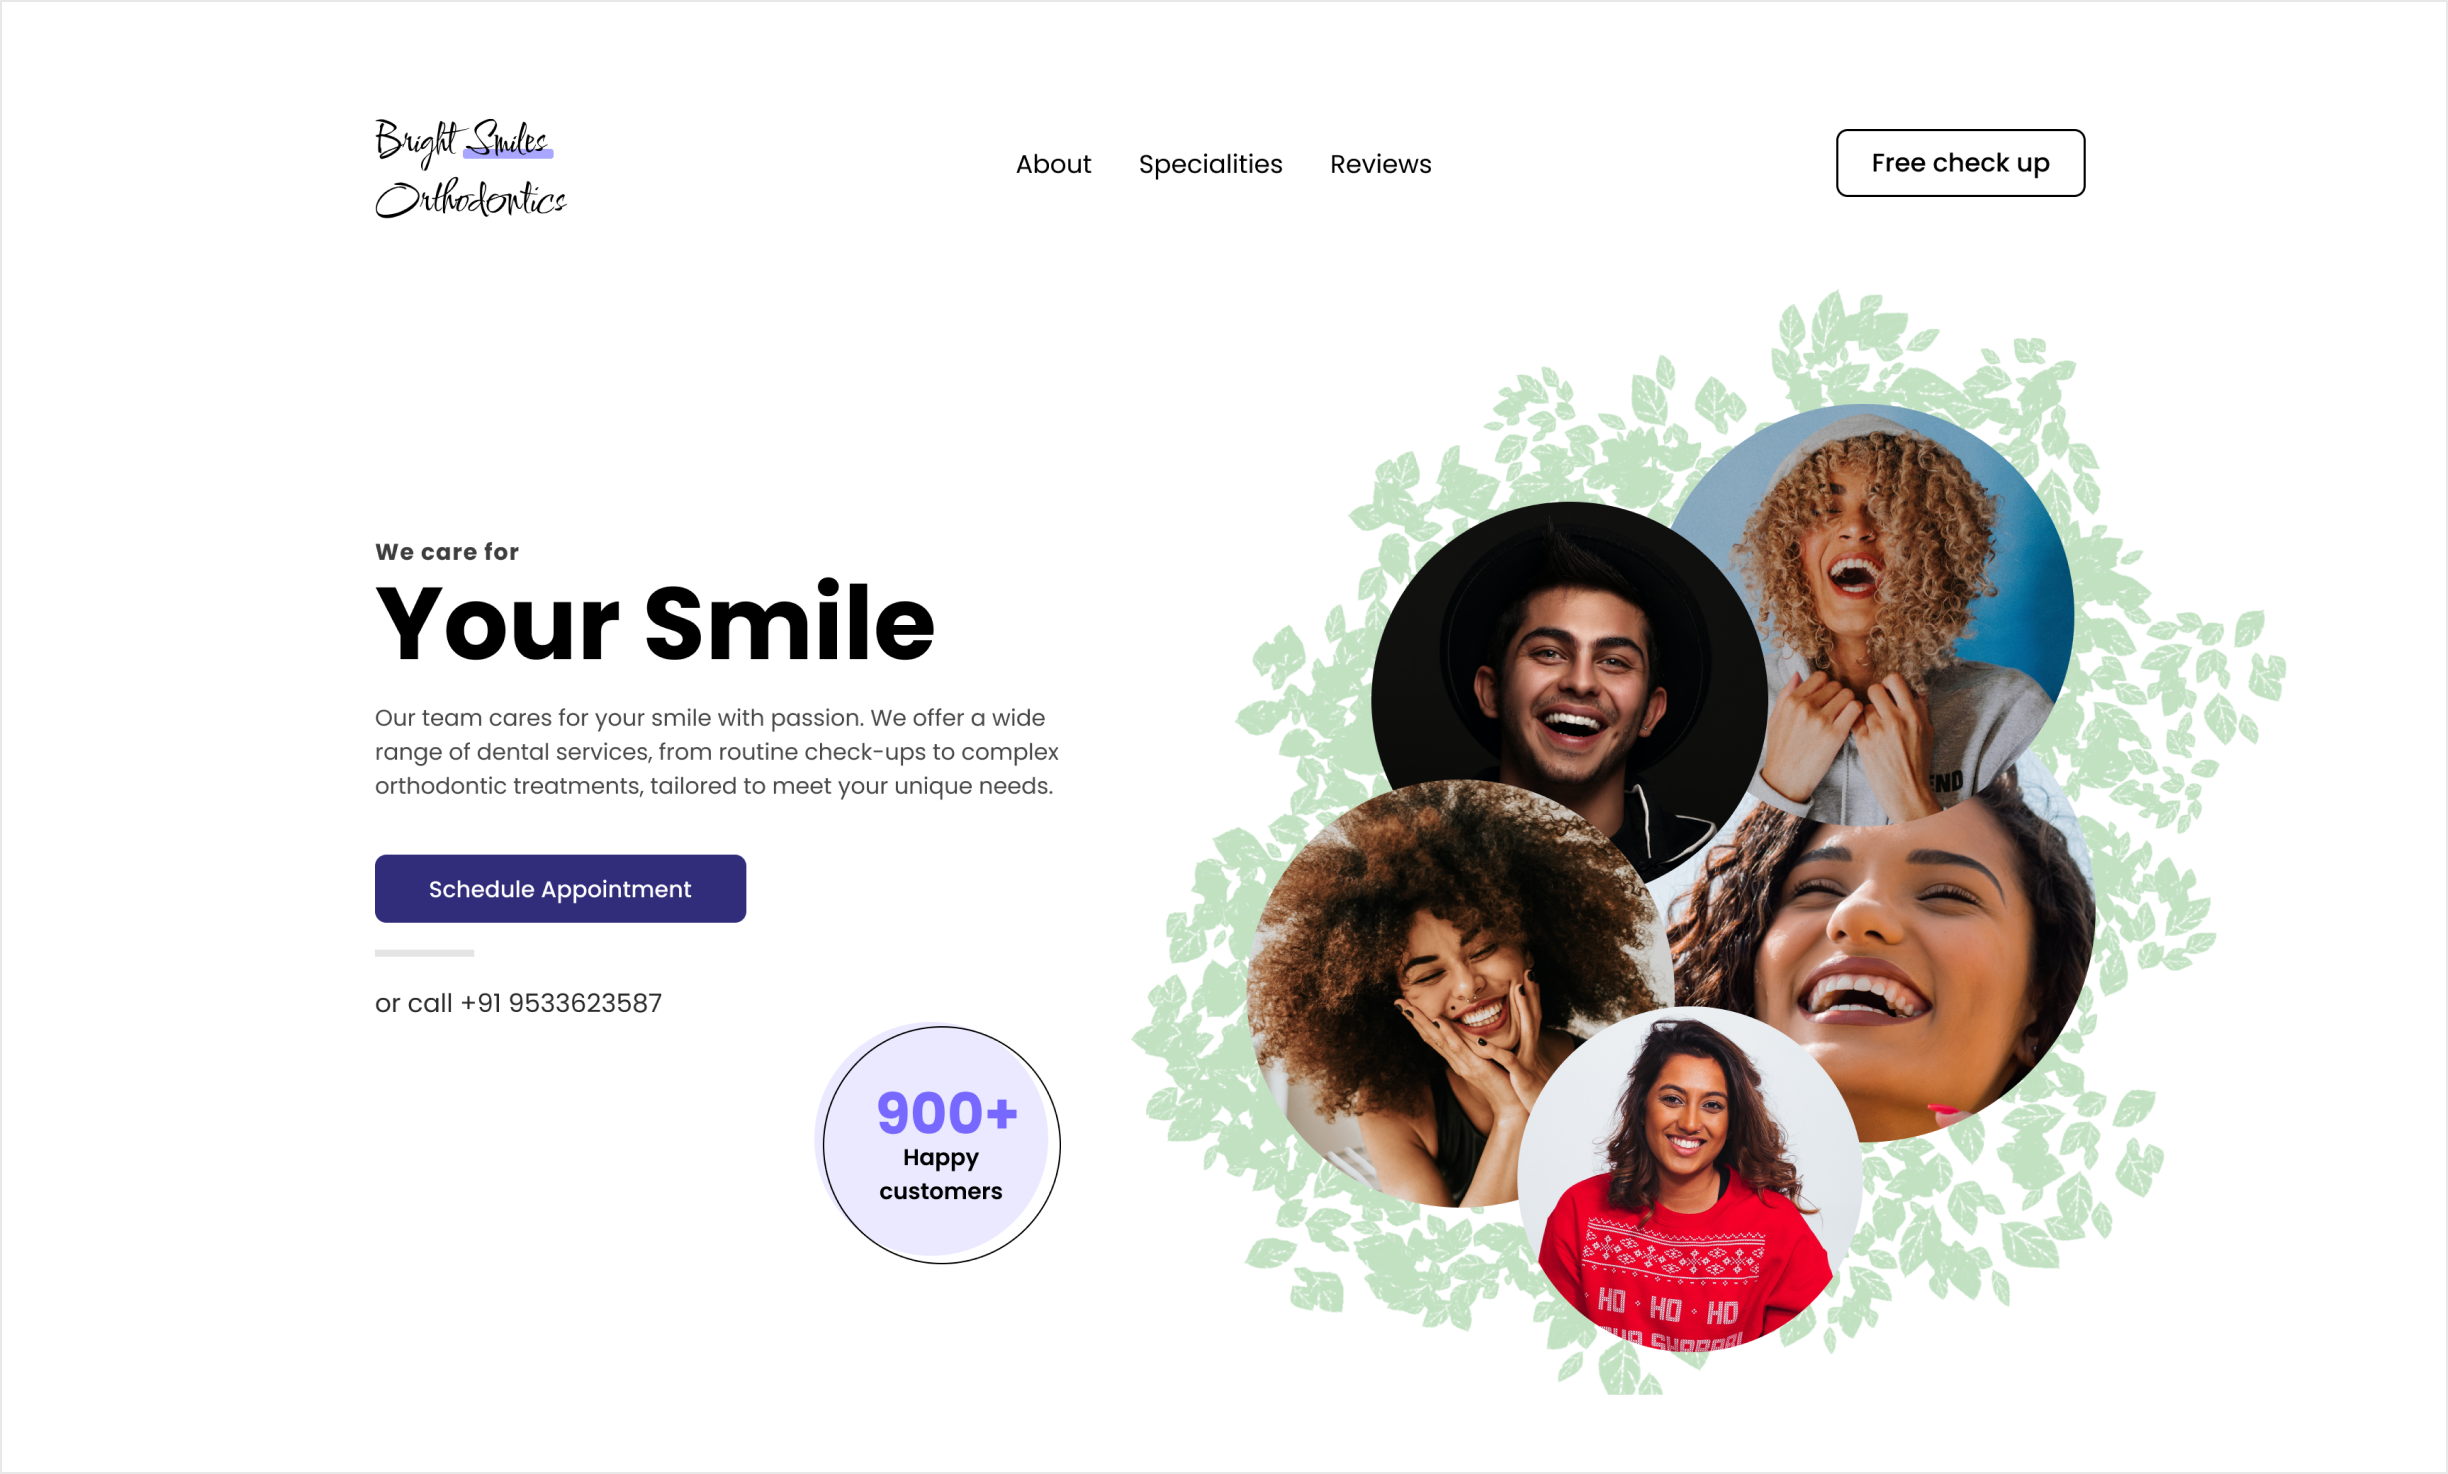 Bright Smiles
Orthodontics
About Specialities Reviews
Free check up
We care for
Your Smile
Our team cares for your smile with passion. We offer a wide
range of dental services, from routine check-ups to complex
orthodontic treatments, tailored to meet your unique needs.
Schedule Appointment
or call +91 9533623587
900+
Happy
customers
END
HO · HO · HO